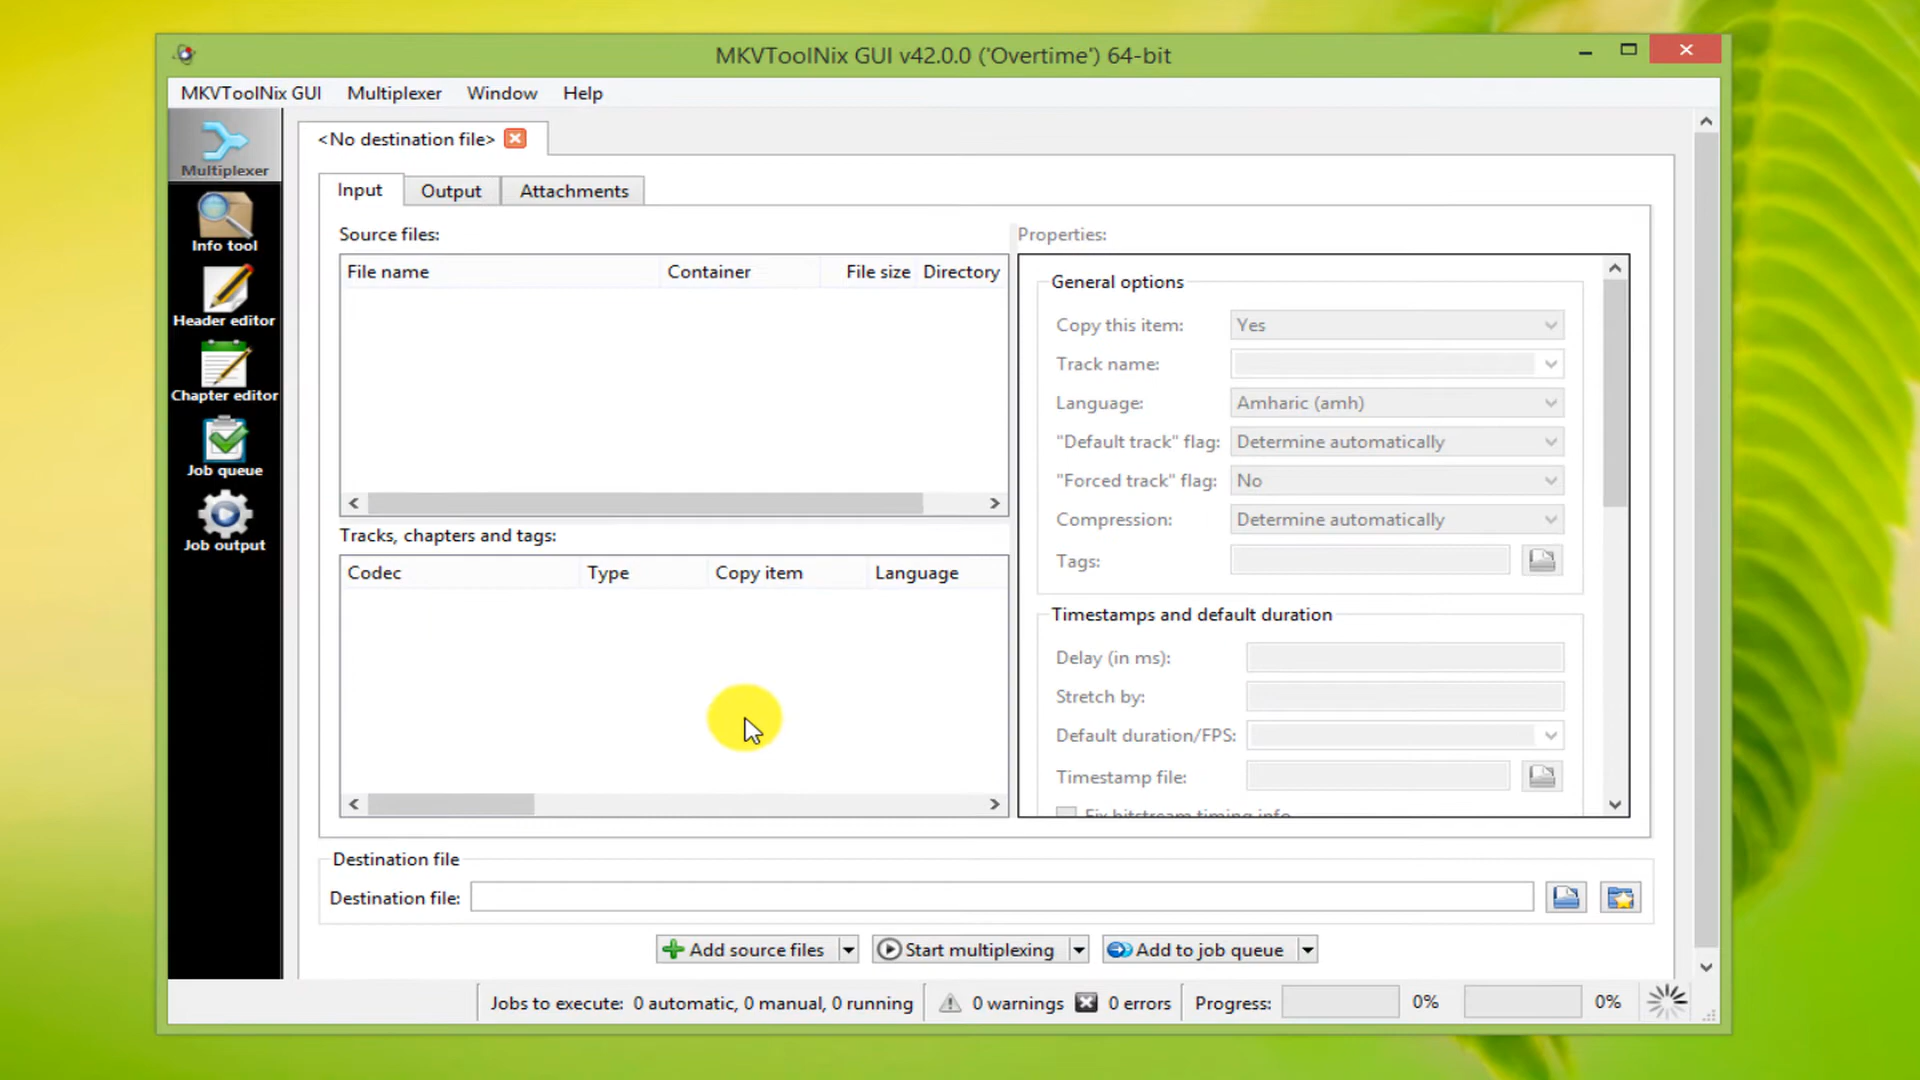 MKVToolNix GUI v42.0.0 ('Overtime') 64-bit
MKVToolNix GUI Multiplexer Window Help
<No destination file>
Multiplexer
Info tool
Header editor
Chapter editor
Job queue
Job output
Input Output Attachments
Source files:
File name Container File size Directory
Tracks, chapters and tags:
Codec Type Copy item Language
Properties:
General options
Copy this item: Yes
Track name:
Language: Amharic (amh)
"Default track" flag: Determine automatically
"Forced track" flag: No
Compression: Determine automatically
Tags:
Timestamps and default duration
Delay (in ms):
Stretch by:
Default duration/FPS:
Timestamp file:
Fix bitstream timing info
Destination file
Destination file:
Add source files Start multiplexing Add to job queue
Jobs to execute: 0 automatic, 0 manual, 0 running 0 warnings 0 errors Progress: 0% 0%